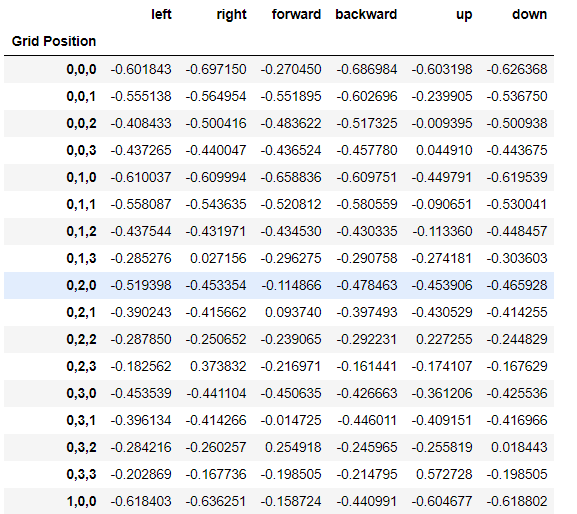 left right forward backward up down
Grid Position
0,0,0 -0.601843 -0.697150 -0.270450 -0.686984 -0.603198 -0.626368
0,0,1 -0.555138 -0.564954 -0.551895 -0.602696 -0.239905 -0.536750
0,0,2 -0.408433 -0.500416 -0.483622 -0.517325 -0.009395 -0.500938
0,0,3 -0.437265 -0.440047 -0.436524 -0.457780 0.044910 -0.443675
0,1,0 -0.610037 -0.609994 -0.658836 -0.609751 -0.449791 -0.619539
0,1,1 -0.558087 -0.543635 -0.520812 -0.580559 -0.090651 -0.530041
0,1,2 -0.437544 -0.431971 -0.434530 -0.430335 -0.113360 -0.448457
0,1,3 -0.285276 0.027156 -0.296275 -0.290758 -0.274181 -0.303603
0,2,0 -0.519398 -0.453354 -0.114866 -0.478463 -0.453906 -0.465928
0,2,1 -0.390243 -0.415662 0.093740 -0.397493 -0.430529 -0.414255
0,2,2 -0.287850 -0.250652 -0.239065 -0.292231 0.227255 -0.244829
0,2,3 -0.182562 0.373832 -0.216971 -0.161441 -0.174107 -0.167629
0,3,0 -0.453539 -0.441104 -0.450635 -0.426663 -0.361206 -0.425536
0,3,1 -0.396134 -0.414266 -0.014725 -0.446011 -0.409151 -0.416966
0,3,2 -0.284216 -0.260257 0.254918 -0.245965 -0.255819 0.018443
0,3,3 -0.202869 -0.167736 -0.198505 -0.214795 0.572728 -0.198505
1,0,0 -0.618403 -0.636251 -0.158724 -0.440991 -0.604677 -0.618802